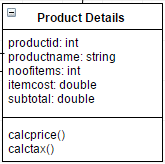 Product Details
productid: int
productname: string
noofitems: int
itemcost: double
subtotal: double
calcprice()
calctax()